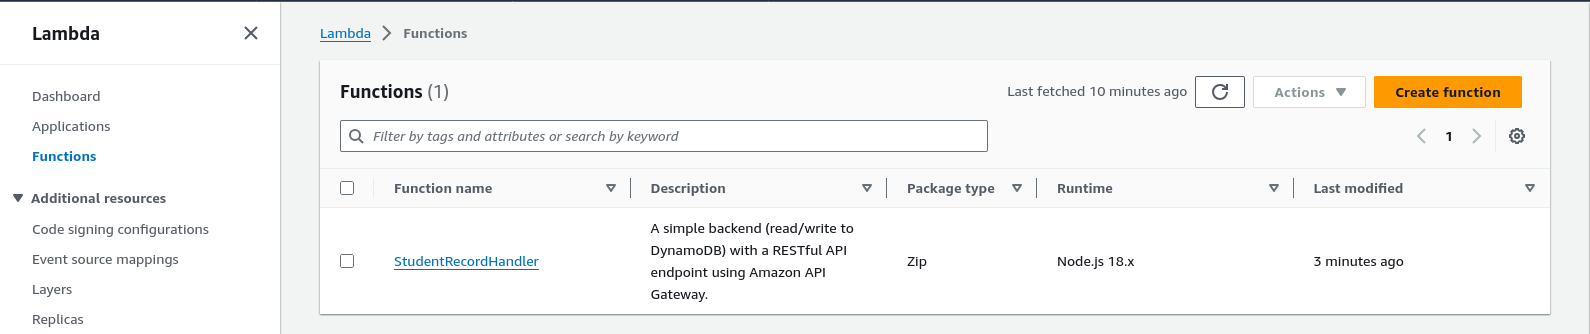 Lambda
Dashboard
Applications
Functions
Additional resources
Code signing configurations
Event source mappings
Layers
Replicas
Lambda Functions
Functions (1)
Last fetched 10 minutes ago
Actions
Create function
Filter by tags and attributes or search by keyword
1
Function name Description Package type Runtime Last modified
StudentRecordHandler
A simple backend (read/write to
DynamoDB) with a RESTful API
endpoint using Amazon API
Gateway.
Zip
Node.js 18.x
3 minutes ago